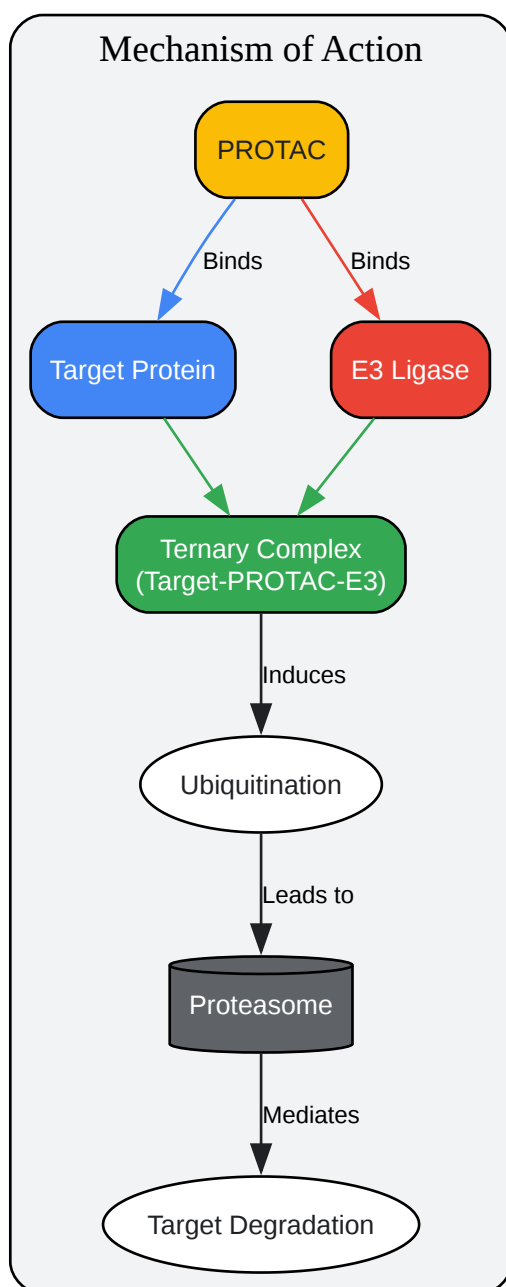 Mechanism of Action
PROTAC
Binds
Binds
Target Protein
E3 Ligase
Ternary Complex
(Target-PROTAC-E3)
Induces
Ubiquitination
Leads to
Proteasome
Mediates
Target Degradation